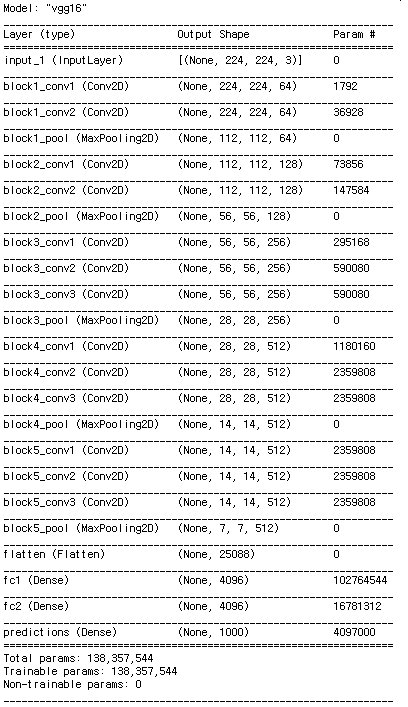 Model: "vgg16"
Layer (type) Output Shape Param #
input_1 (InputLayer) [(None, 224, 224, 3)] 0
block1_conv1 (Conv2D) (None, 224, 224, 64) 1792
block1_conv2 (Conv2D) (None, 224, 224, 64) 36928
block1_pool (MaxPooling2D) (None, 112, 112, 64) 0
block2_conv1 (Conv2D) (None, 112, 112, 128) 73856
block2_conv2 (Conv2D) (None, 112, 112, 128) 147584
block2_pool (MaxPooling2D) (None, 56, 56, 128) 0
block3_conv1 (Conv2D) (None, 56, 56, 256) 295168
block3_conv2 (Conv2D) (None, 56, 56, 256) 590080
block3_conv3 (Conv2D) (None, 56, 56, 256) 590080
block3_pool (MaxPooling2D) (None, 28, 28, 256) 0
block4_conv1 (Conv2D) (None, 28, 28, 512) 1180160
block4_conv2 (Conv2D) (None, 28, 28, 512) 2359808
block4_conv3 (Conv2D) (None, 28, 28, 512) 2359808
block4_pool (MaxPooling2D) (None, 14, 14, 512) 0
block5_conv1 (Conv2D) (None, 14, 14, 512) 2359808
block5_conv2 (Conv2D) (None, 14, 14, 512) 2359808
block5_conv3 (Conv2D) (None, 14, 14, 512) 2359808
block5_pool (MaxPooling2D) (None, 7, 7, 512) 0
flatten (Flatten) (None, 25088) 0
fc1 (Dense) (None, 4096) 102764544
fc2 (Dense) (None, 4096) 16781312
predictions (Dense) (None, 1000) 4097000
Total params: 138,357,544
Trainable params: 138,357,544
Non-trainable params: 0